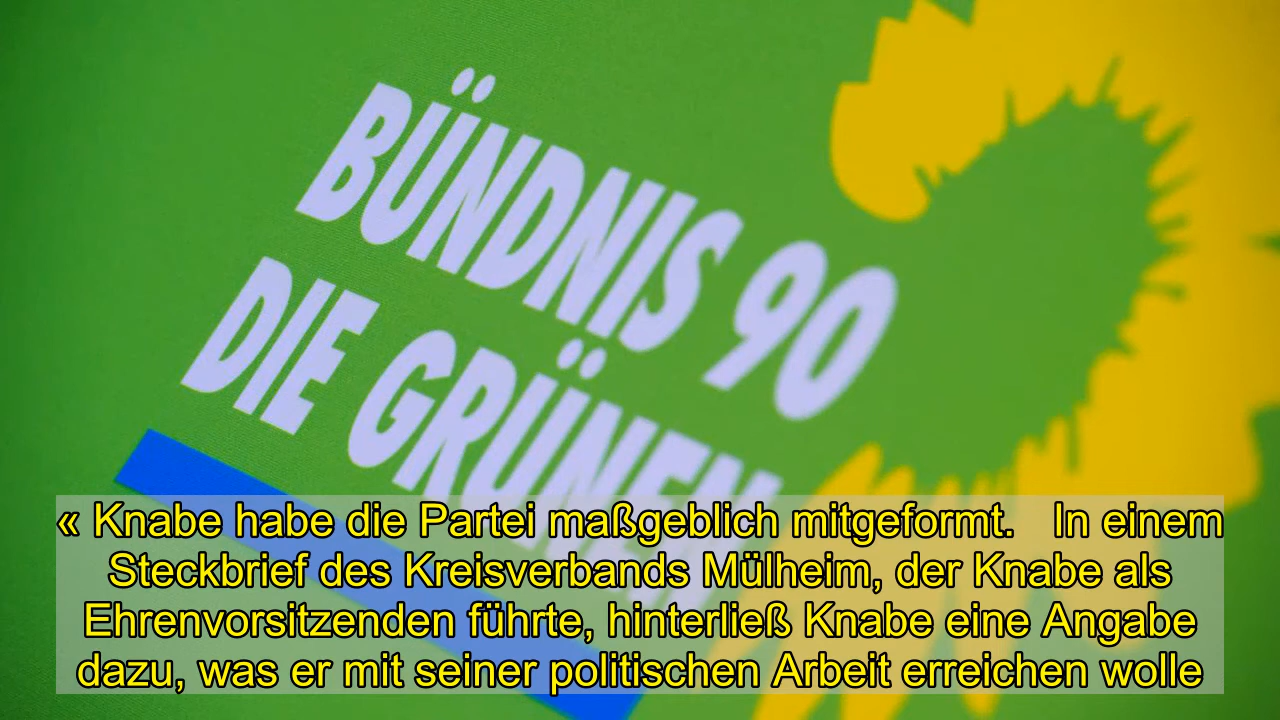 BÜNDNIS 90
DIE GRÜNEN
« Knabe habe die Partei maßgeblich mitgeformt.   In einem
Steckbrief des Kreisverbands Mülheim, der Knabe als
Ehrenvorsitzenden führte, hinterließ Knabe eine Angabe
dazu, was er mit seiner politischen Arbeit erreichen wolle